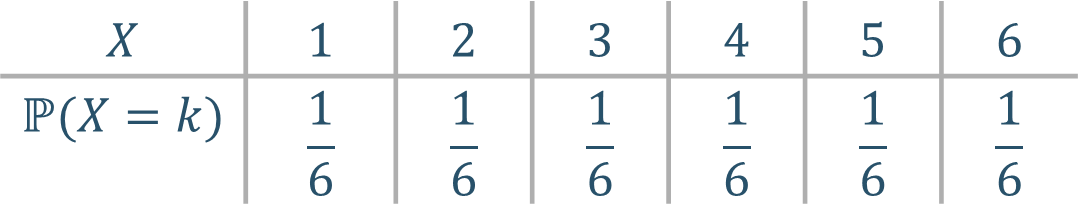 X 1 2 3 4 5 6
ℙ(X = k) 1/6 1/6 1/6 1/6 1/6 1/6